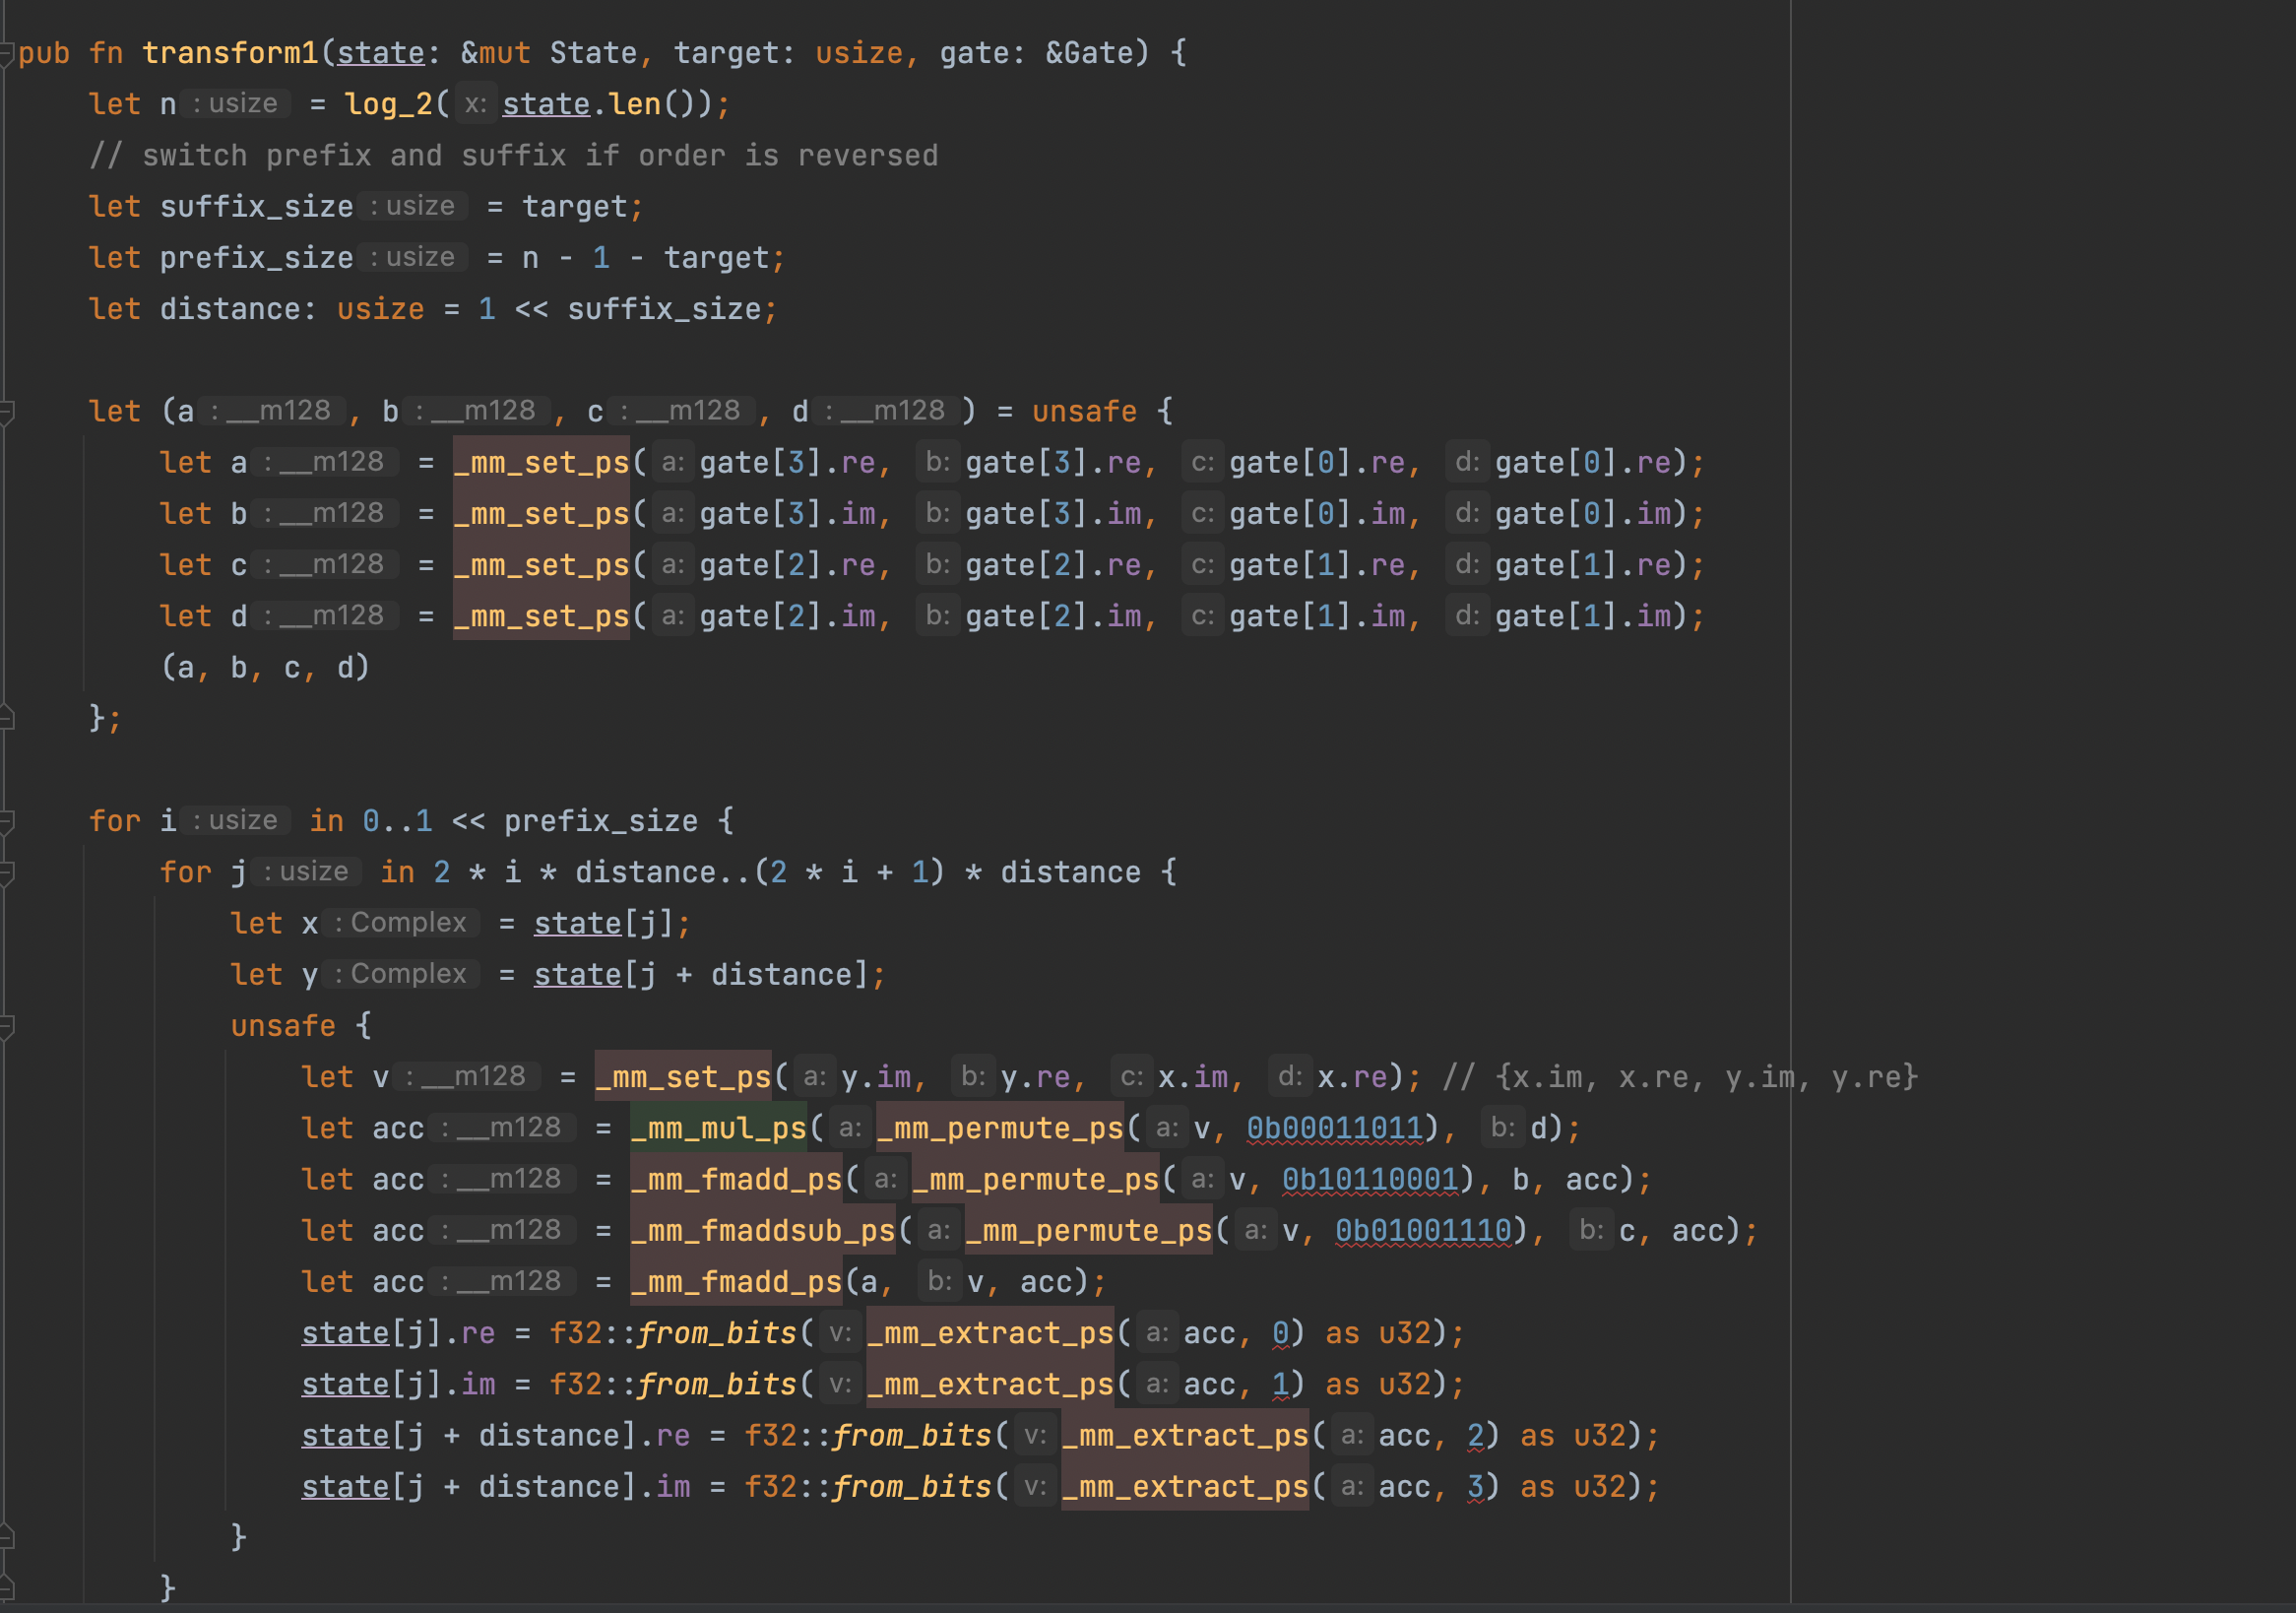 pub fn transform1(state: &mut State, target: usize, gate: &Gate) {
let n : usize = log_2( x: state.len());
// switch prefix and suffix if order is reversed
let suffix_size : usize = target;
let prefix_size : usize = n - 1 - target;
let distance: usize = 1 << suffix_size;
let (a : __m128 , b : __m128 , c : __m128 , d : __m128 ) = unsafe {
let a : __m128 = _mm_set_ps( a: gate[3].re, b: gate[3].re, c: gate[0].re, d: gate[0].re);
let b : __m128 = _mm_set_ps( a: gate[3].im, b: gate[3].im, c: gate[0].im, d: gate[0].im);
let c : __m128 = _mm_set_ps( a: gate[2].re, b: gate[2].re, c: gate[1].re, d: gate[1].re);
let d : __m128 = _mm_set_ps( a: gate[2].im, b: gate[2].im, c: gate[1].im, d: gate[1].im);
(a, b, c, d)
};
for i : usize in 0..1 << prefix_size {
for j : usize in 2 * i * distance..(2 * i + 1) * distance {
let x : Complex = state[j];
let y : Complex = state[j + distance];
unsafe {
let v : __m128 = _mm_set_ps( a: y.im, b: y.re, c: x.im, d: x.re); // {x.im, x.re, y.im, y.re}
let acc : __m128 = _mm_mul_ps( a: _mm_permute_ps( a: v, 0b00011011), b: d);
let acc : __m128 = _mm_fmadd_ps( a: _mm_permute_ps( a: v, 0b10110001), b, acc);
let acc : __m128 = _mm_fmaddsub_ps( a: _mm_permute_ps( a: v, 0b01001110), b: c, acc);
let acc : __m128 = _mm_fmadd_ps(a, b: v, acc);
state[j].re = f32::from_bits( v: _mm_extract_ps( a: acc, 0) as u32);
state[j].im = f32::from_bits( v: _mm_extract_ps( a: acc, 1) as u32);
state[j + distance].re = f32::from_bits( v: _mm_extract_ps( a: acc, 2) as u32);
state[j + distance].im = f32::from_bits( v: _mm_extract_ps( a: acc, 3) as u32);
}
}